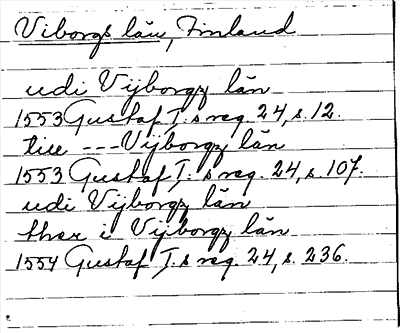 Viborgs län, Finland
udi Vijborgz län
1553 Gustaf I:s reg. 24, s. 12.
till --- Vijborgz län
1553 Gustaf I:s reg. 24, s. 107.
udi Vijborgz län
ther i Vijborgz län
1554 Gustaf I:s reg. 24, s. 236.